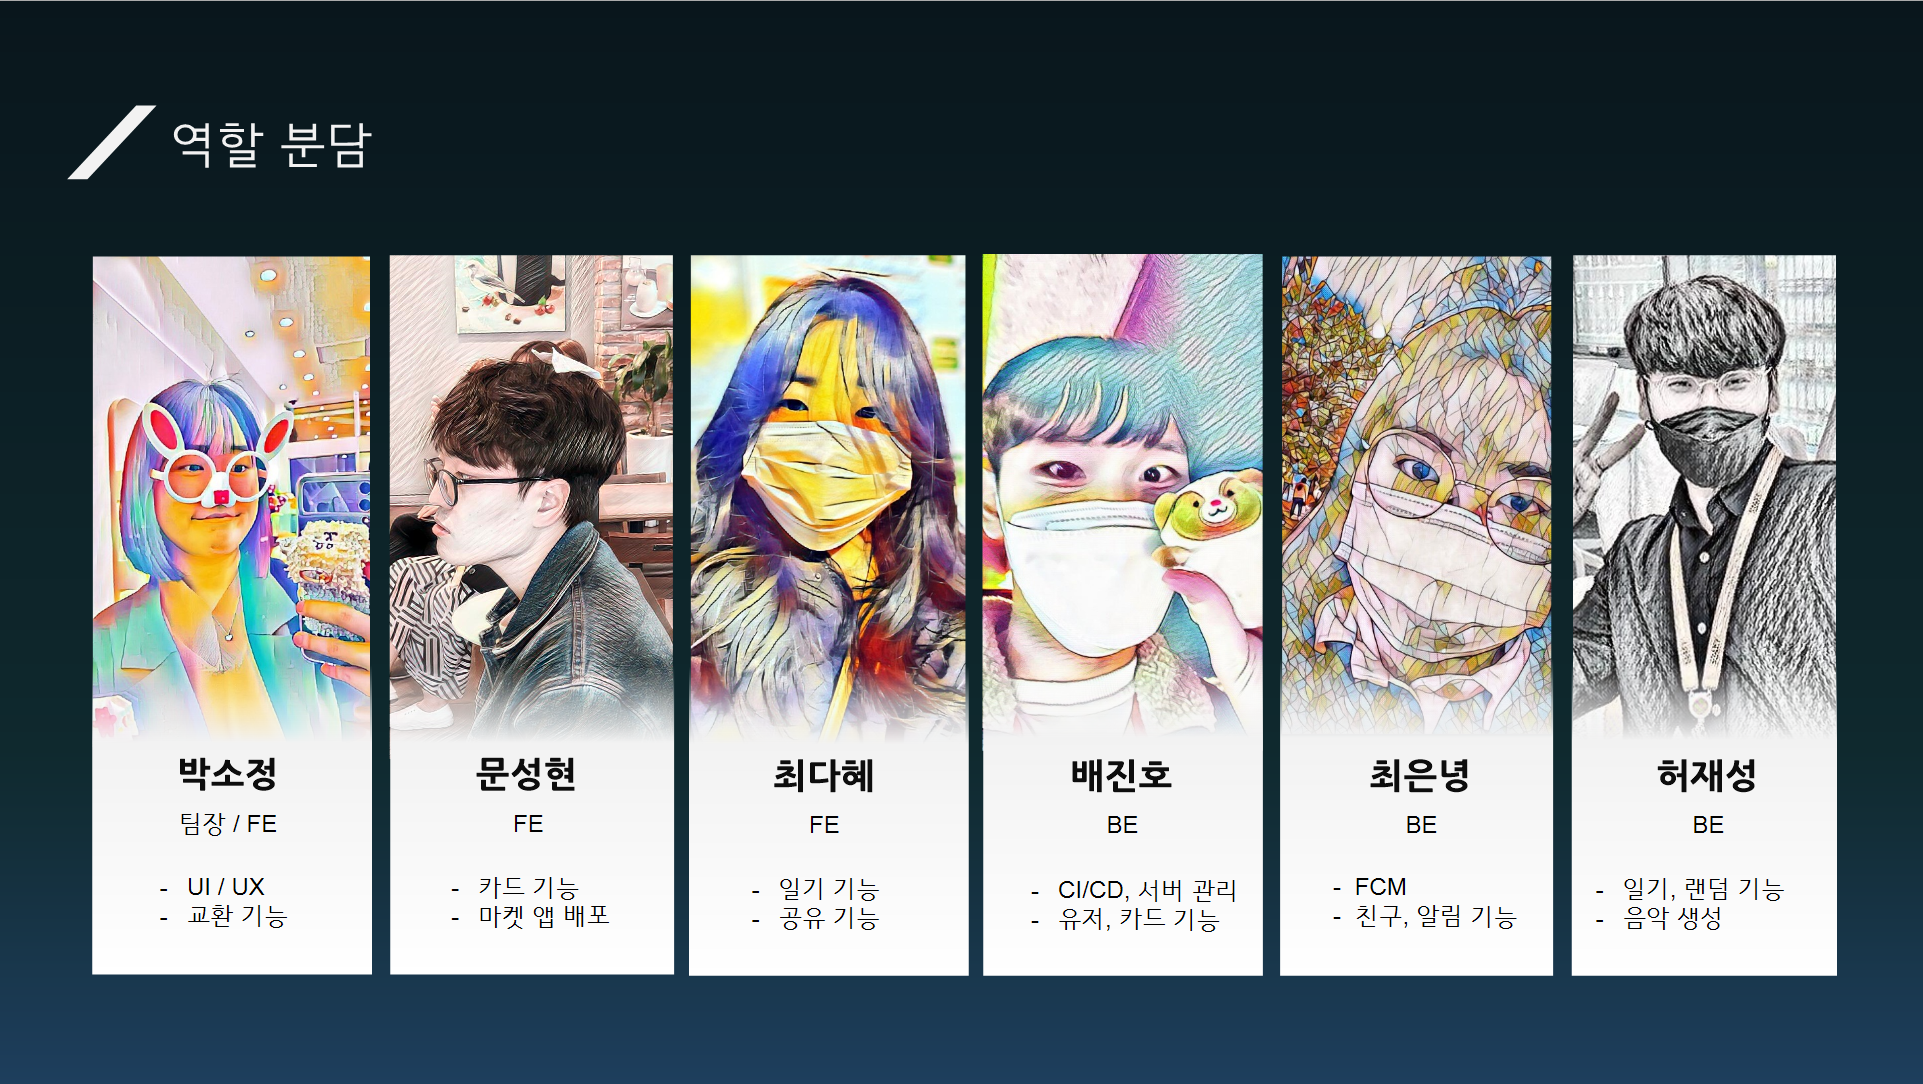 역할 분담
박소정
팀장 / FE
- UI / UX
- 교환 기능
문성현
FE
- 카드 기능
- 마켓 앱 배포
최다혜
FE
- 일기 기능
- 공유 기능
배진호
BE
- CI/CD, 서버 관리
- 유저, 카드 기능
최은녕
BE
- FCM
- 친구, 알림 기능
허재성
BE
- 일기, 랜덤 기능
- 음악 생성